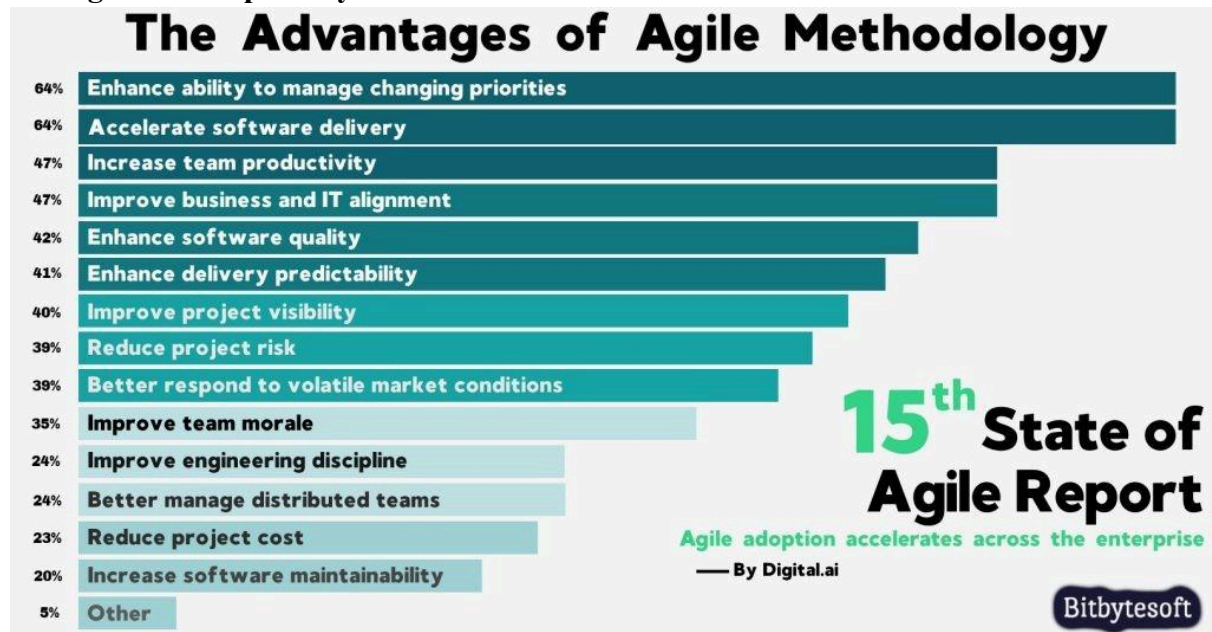 The Advantages of Agile Methodology
64% Enhance ability to manage changing priorities
64% Accelerate software delivery
47% Increase team productivity
47% Improve business and IT alignment
42% Enhance software quality
41% Enhance delivery predictability
40% Improve project visibility
39% Reduce project risk
39% Better respond to volatile market conditions
35% Improve team morale
24% Improve engineering discipline
24% Better manage distributed teams
23% Reduce project cost
20% Increase software maintainability
5% Other
15th State of
Agile Report
Agile adoption accelerates across the enterprise
— By Digital.ai
Bitbytesoft